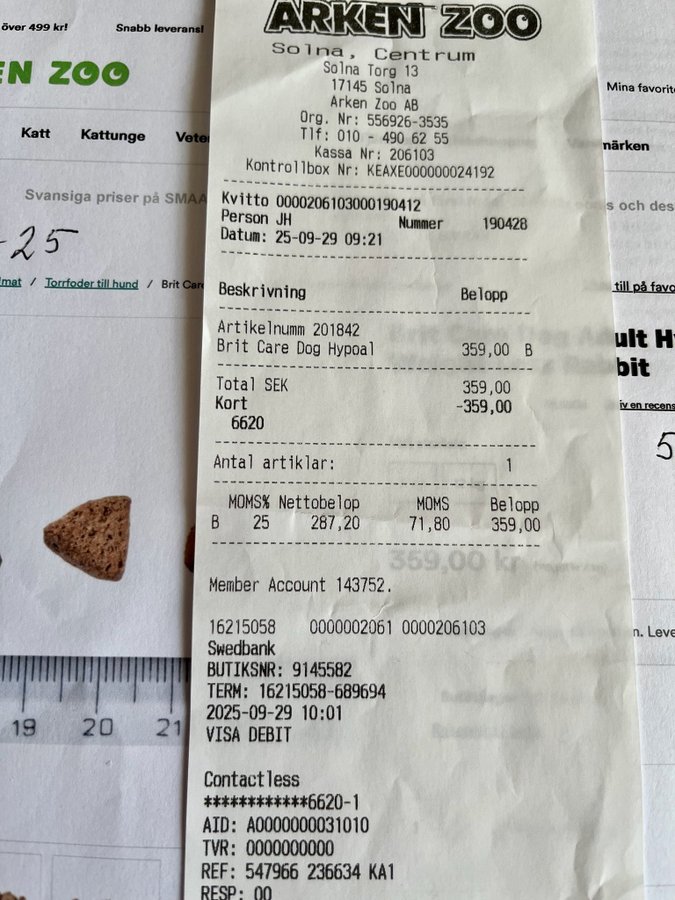 över 499 kr!
Snabb leverans!
EN ZOO
Katt Kattunge Vete
Svansiga priser på SMAA
-25
mat / Torrfoder till hund / Brit Care
19 20 21
ARKEN ZOO
Solna, Centrum
Solna Torg 13
17145 Solna
Arken Zoo AB
Org. Nr: 556926-3535
Tlf: 010 - 490 62 55
Kassa Nr: 206103
Kontrollbox Nr: KEAXE000000024192
Kvitto 0000206103000190412
Person JH Nummer 190428
Datum: 25-09-29 09:21
Beskrivning Belopp
Artikelnumm 201842
Brit Care Dog Hypoal 359,00 B
Total SEK 359,00
Kort -359,00
6620
Antal artiklar: 1
MOMS% Nettobelop MOMS Belopp
B 25 287,20 71,80 359,00
359,00 kr
Member Account 143752.
16215058 0000002061 0000206103
Swedbank
BUTIKSNR: 9145582
TERM: 16215058-689694
2025-09-29 10:01
VISA DEBIT
Contactless
************6620-1
AID: A0000000031010
TVR: 0000000000
REF: 547966 236634 KA1
RESP: 00
Mina favorite
märken
s och des
till på favo
ult H
bit
iv en recens
5
n. Leve